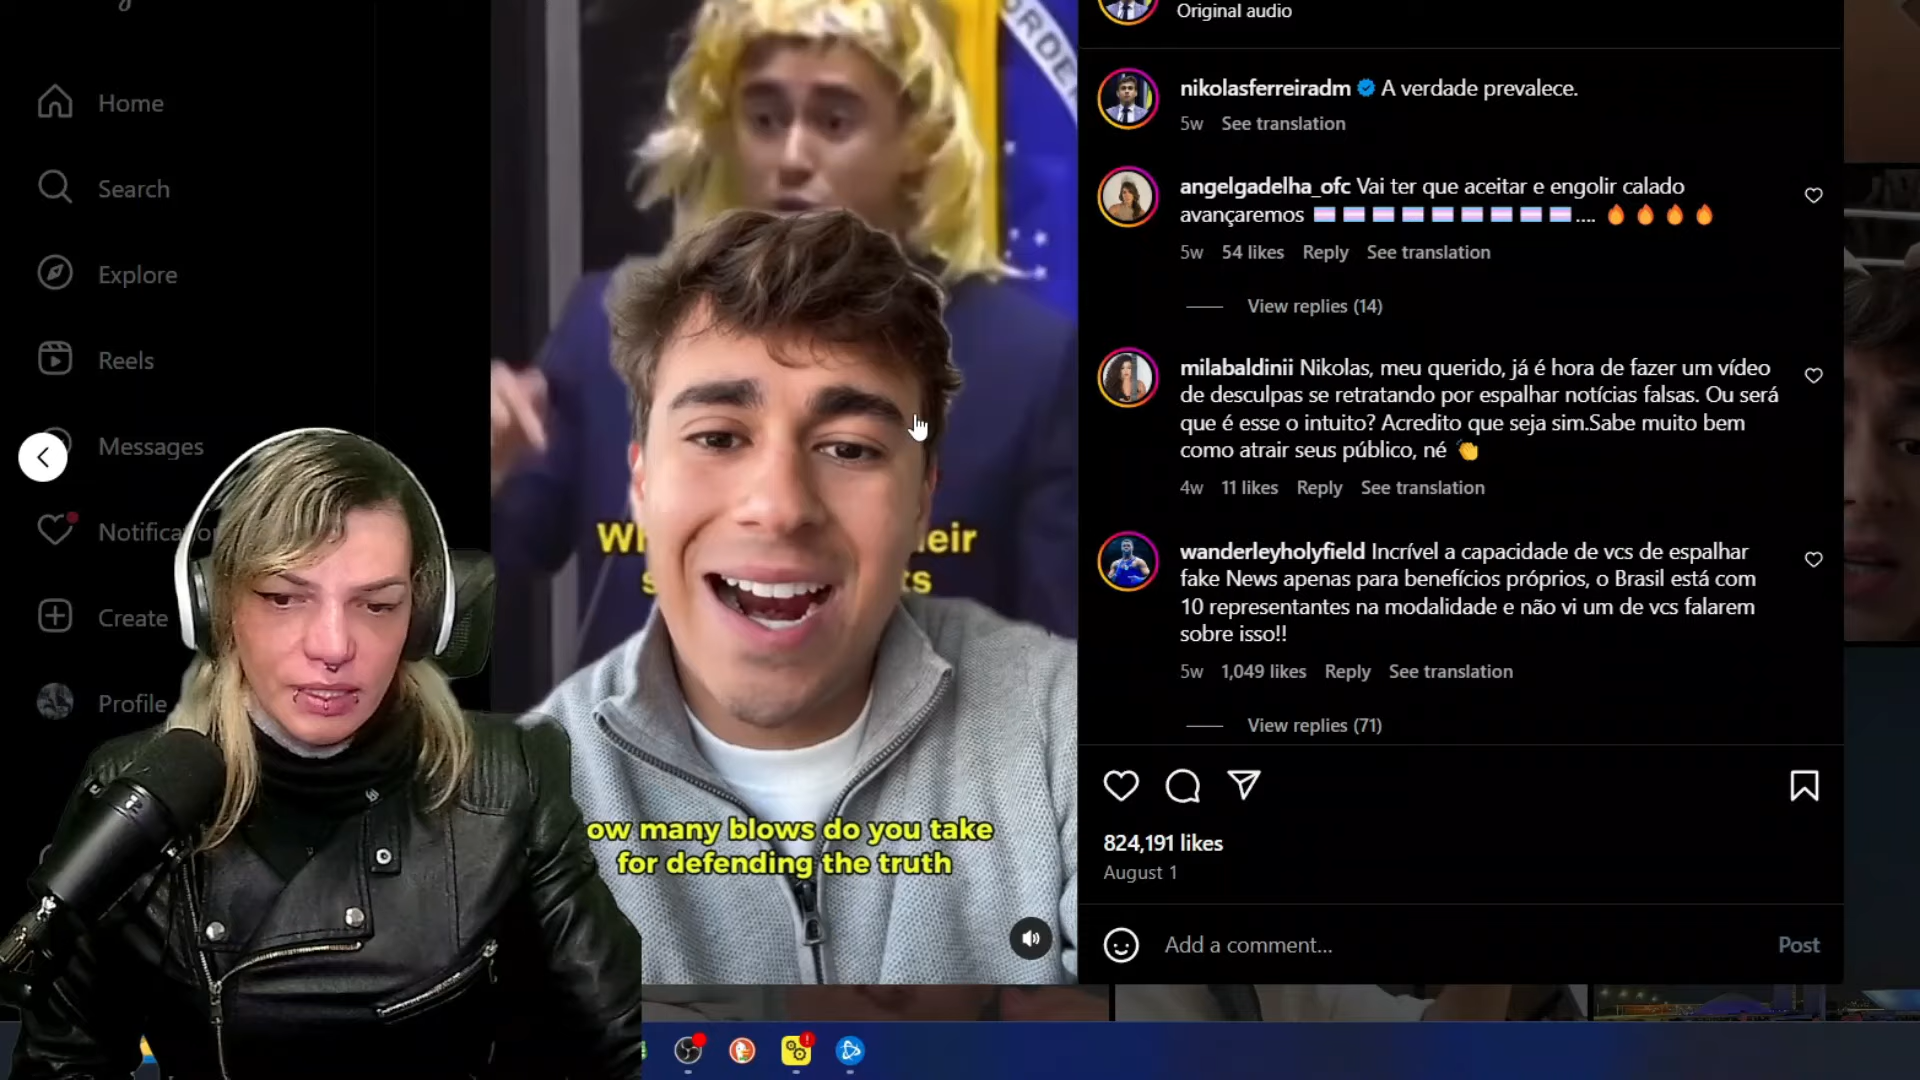 Home
Search
Explore
Reels
Messages
Notificatio
Create
Profile
ORDE
Wh
eir
s
ts
ow many blows do you take
for defending the truth
Original audio
nikolasferreiradm A verdade prevalece.
5w See translation
angelgadelha_ofc Vai ter que aceitar e engolir calado
avançaremos 🏳️‍⚧️🏳️‍⚧️🏳️‍⚧️🏳️‍⚧️🏳️‍⚧️🏳️‍⚧️🏳️‍⚧️🏳️‍⚧️🏳️‍⚧️.... 🔥🔥🔥🔥
5w 54 likes Reply See translation
View replies (14)
milabaldinii Nikolas, meu querido, já é hora de fazer um vídeo
de desculpas se retratando por espalhar notícias falsas. Ou será
que é esse o intuito? Acredito que seja sim.Sabe muito bem
como atrair seus público, né 👏
4w 11 likes Reply See translation
wanderleyholyfield Incrível a capacidade de vcs de espalhar
fake News apenas para benefícios próprios, o Brasil está com
10 representantes na modalidade e não vi um de vcs falarem
sobre isso!!
5w 1,049 likes Reply See translation
View replies (71)
824,191 likes
August 1
Add a comment...
Post